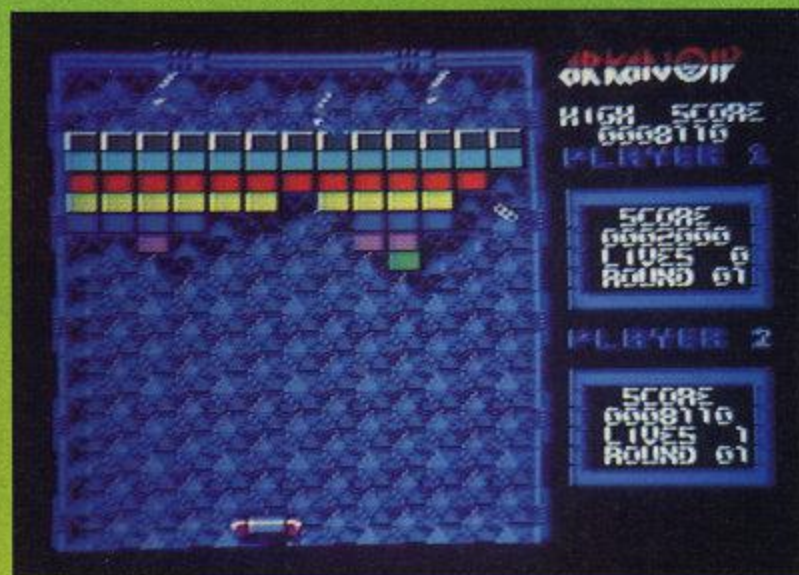 arkanoid
HIGH SCORE
0008110
PLAYER 1
SCORE
0002000
LIVES 0
ROUND 01
PLAYER 2
SCORE
0008110
LIVES 1
ROUND 01